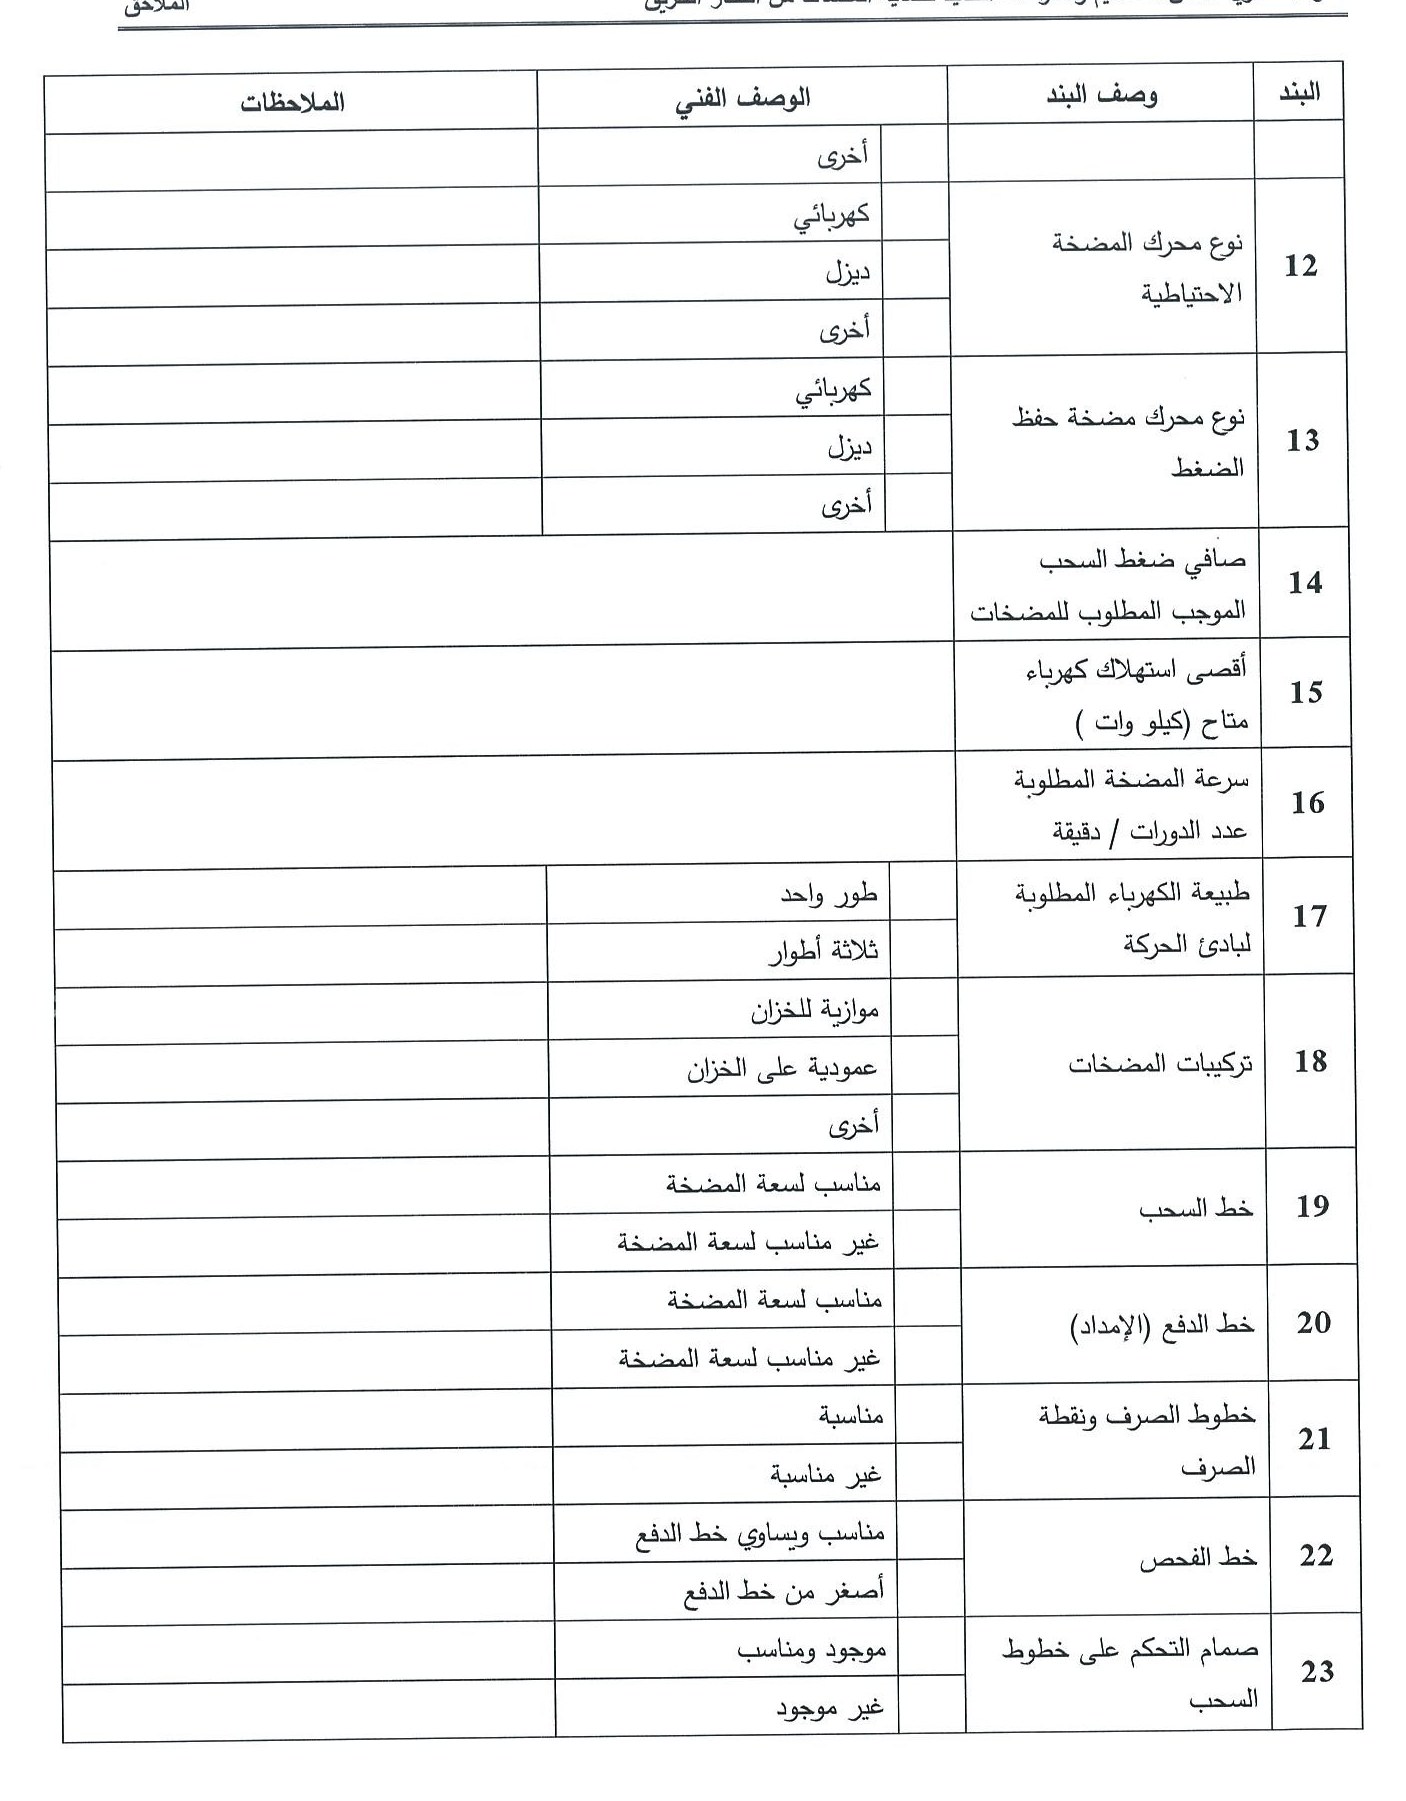 الملاحق
البند وصف البند الوصف الفني الملاحظات
أخرى
12 نوع محرك المضخة الاحتياطية
كهربائي
ديزل
أخرى
13 نوع محرك مضخة حفظ الضغط
كهربائي
ديزل
أخرى
14 صافي ضغط السحب
الموجب المطلوب للمضخات
15 أقصى استهلاك كهرباء
متاح (كيلو وات )
16 سرعة المضخة المطلوبة
عدد الدورات / دقيقة
17 طبيعة الكهرباء المطلوبة
لبادئ الحركة
طور واحد
ثلاثة أطوار
18 تركيبات المضخات
موازية للخزان
عمودية على الخزان
أخرى
19 خط السحب
مناسب لسعة المضخة
غير مناسب لسعة المضخة
20 خط الدفع (الإمداد)
مناسب لسعة المضخة
غير مناسب لسعة المضخة
21 خطوط الصرف ونقطة
الصرف
مناسبة
غير مناسبة
22 خط الفحص
مناسب ويساوي خط الدفع
أصغر من خط الدفع
23 صمام التحكم على خطوط
السحب
موجود ومناسب
غير موجود